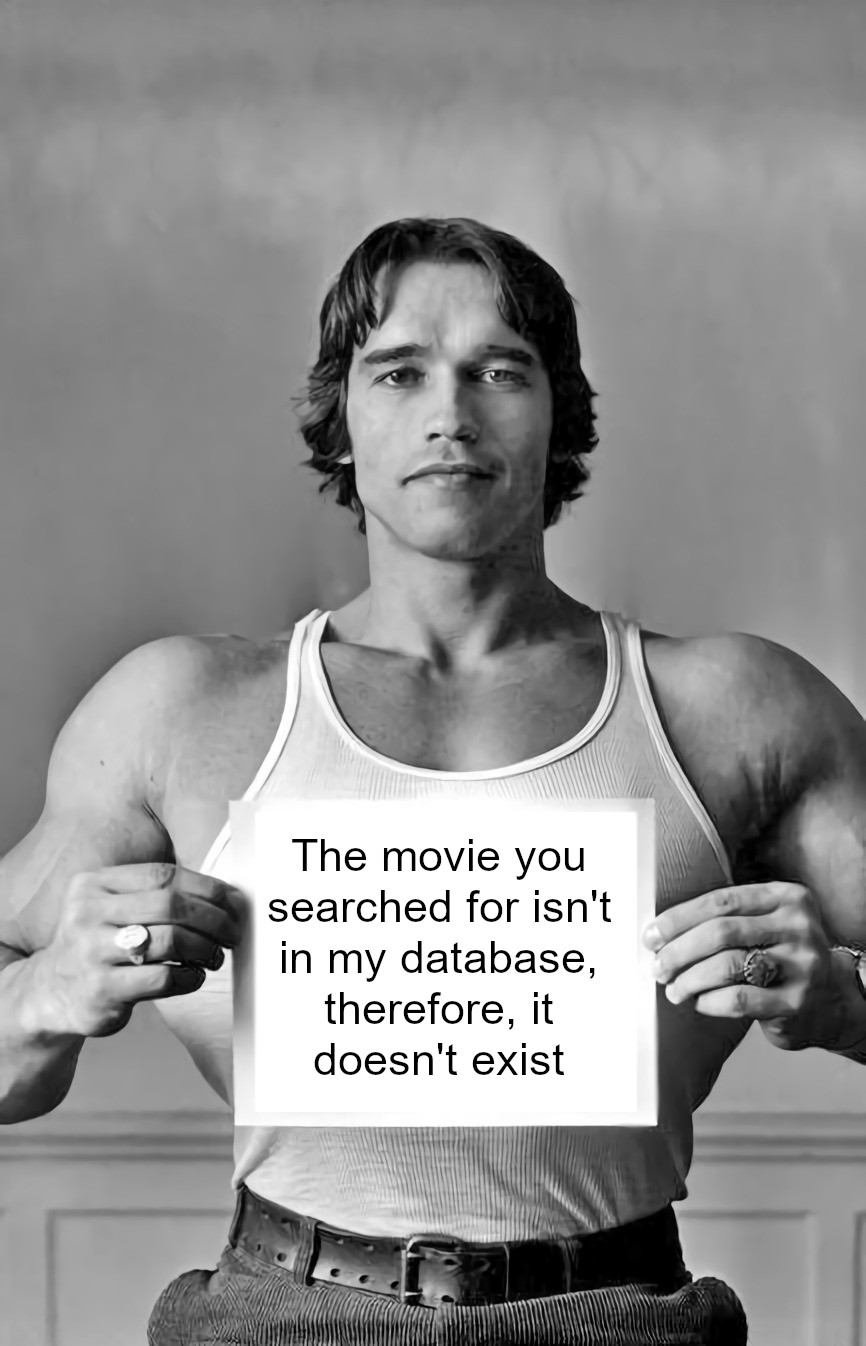 The movie you
searched for isn't
in my database,
therefore, it
doesn't exist